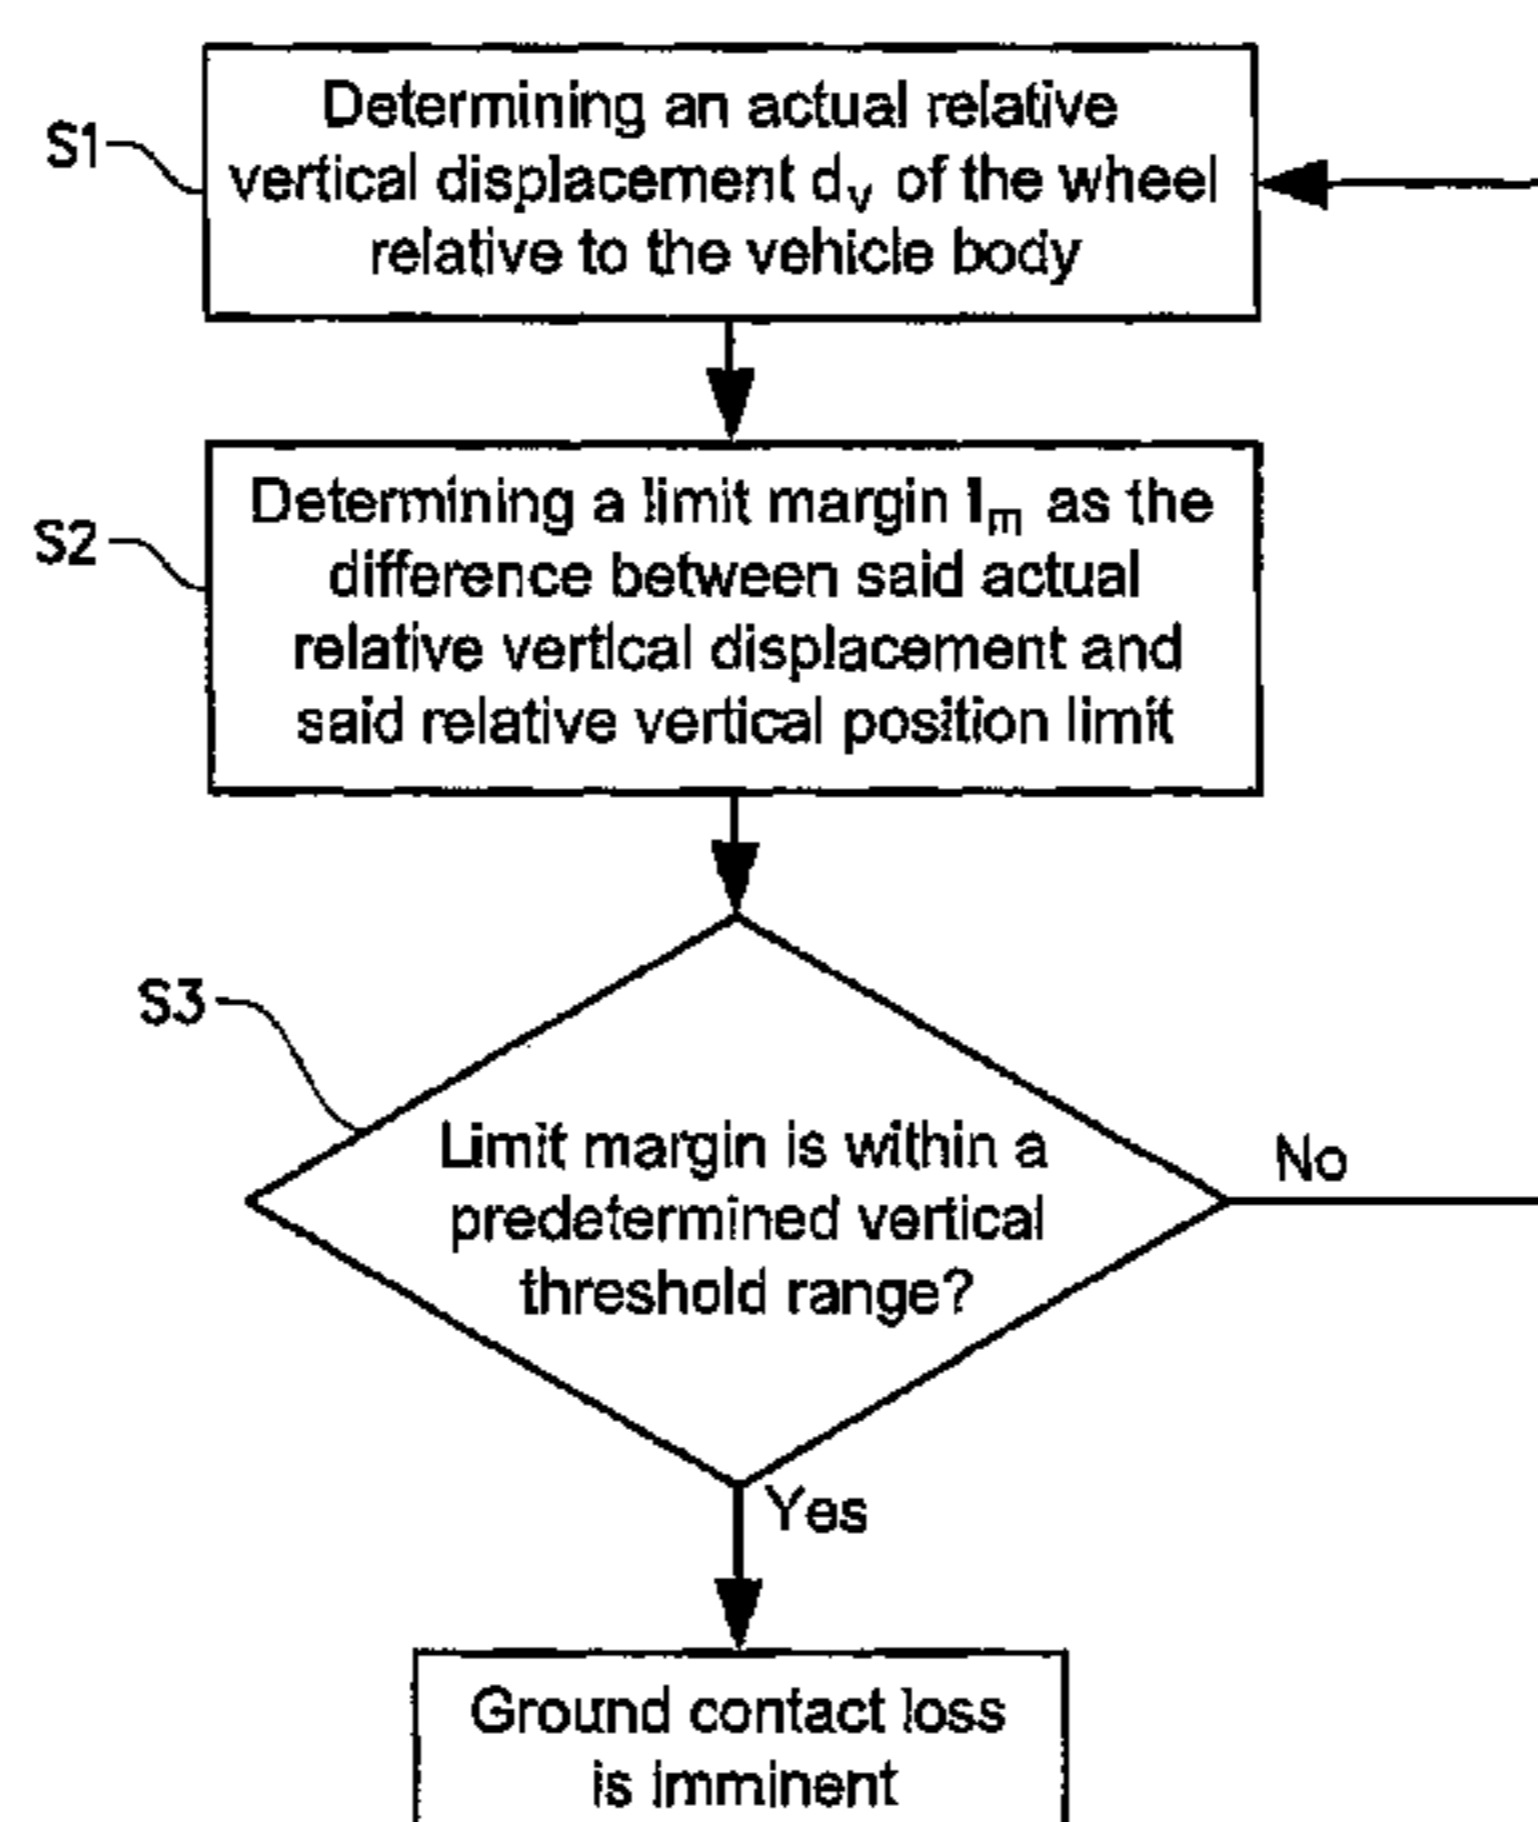 Determining an actual relative
S1
vertical displacement dᵥ of the wheel
relative to the vehicle body
Determining a limit margin lₘ as the
S2
difference between said actual
relative vertical displacement and
said relative vertical position limit
S3
Limit margin is within a
No
predetermined vertical
threshold range?
Yes
Ground contact loss
is imminent